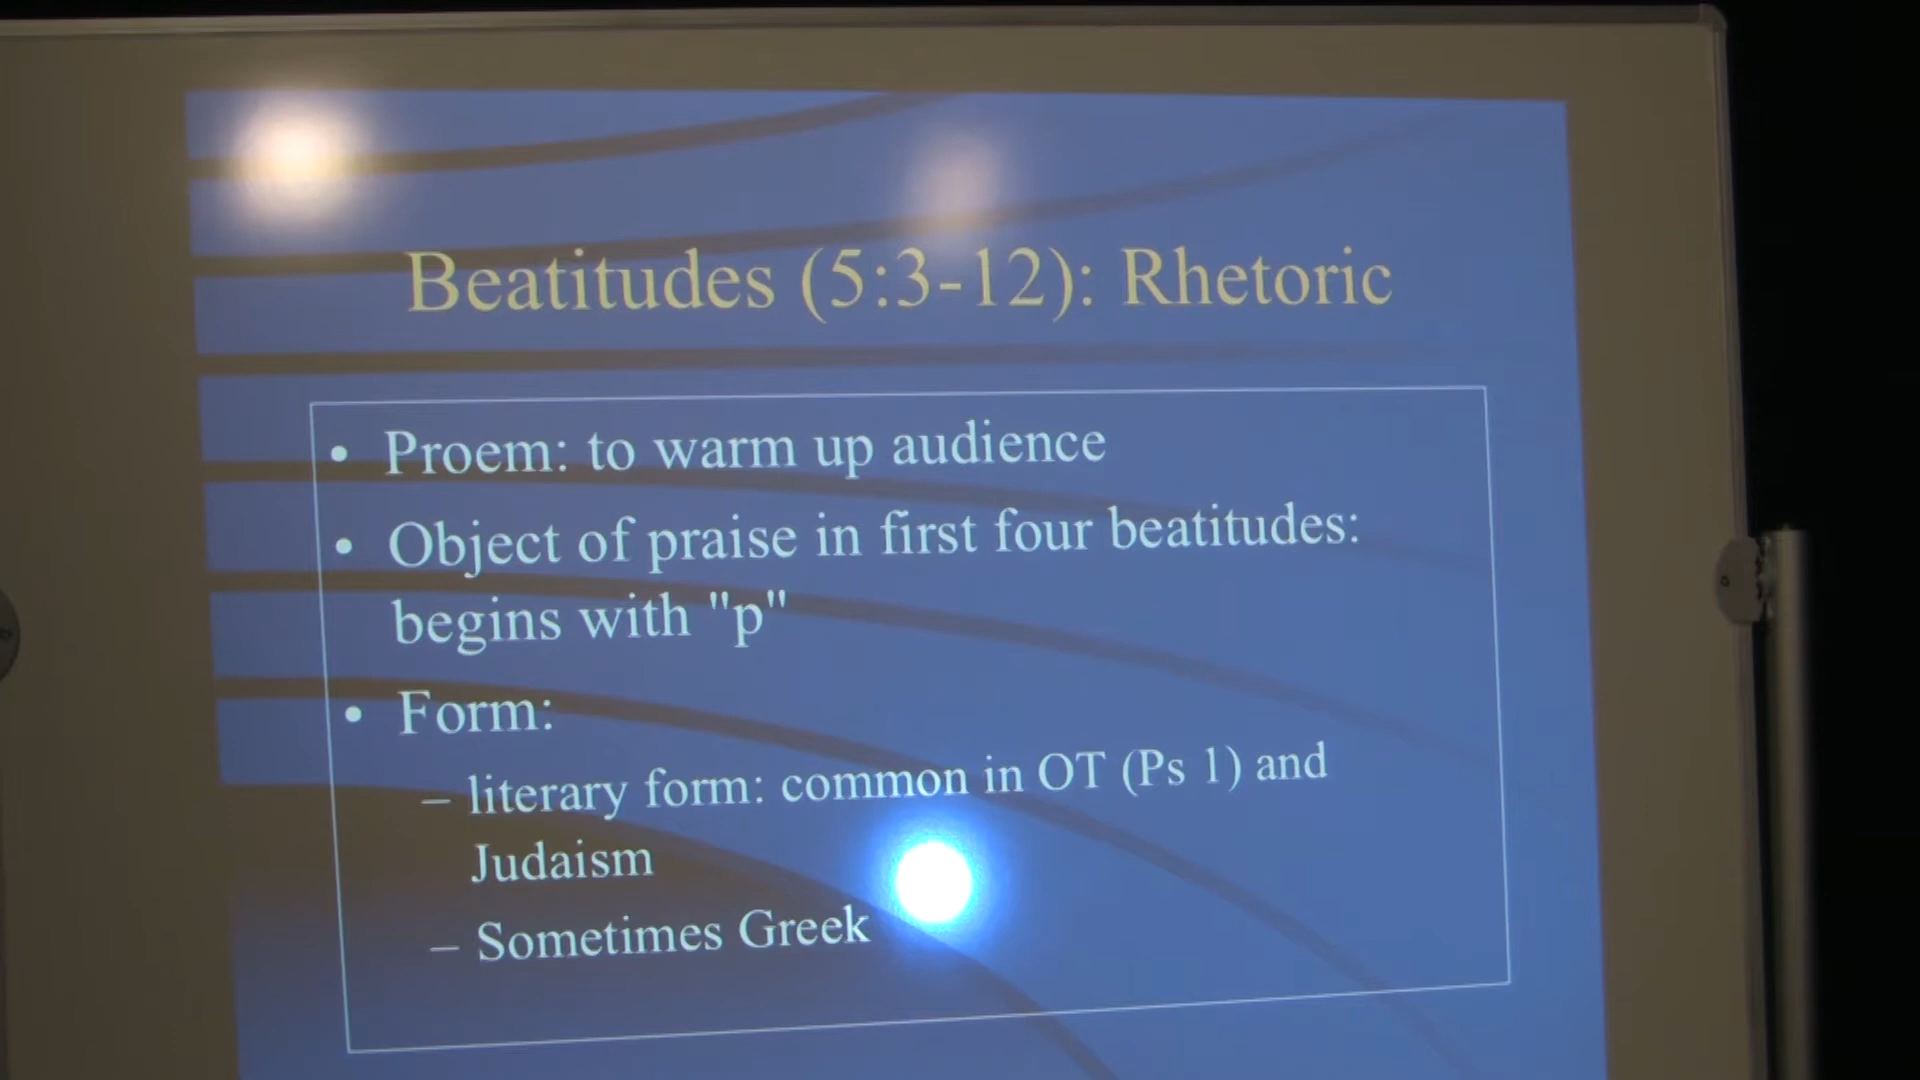 Beatitudes (5:3-12): Rhetoric
• Proem: to warm up audience
• Object of praise in first four beatitudes:
begins with "p"
• Form:
– literary form: common in OT (Ps 1) and
Judaism
– Sometimes Greek